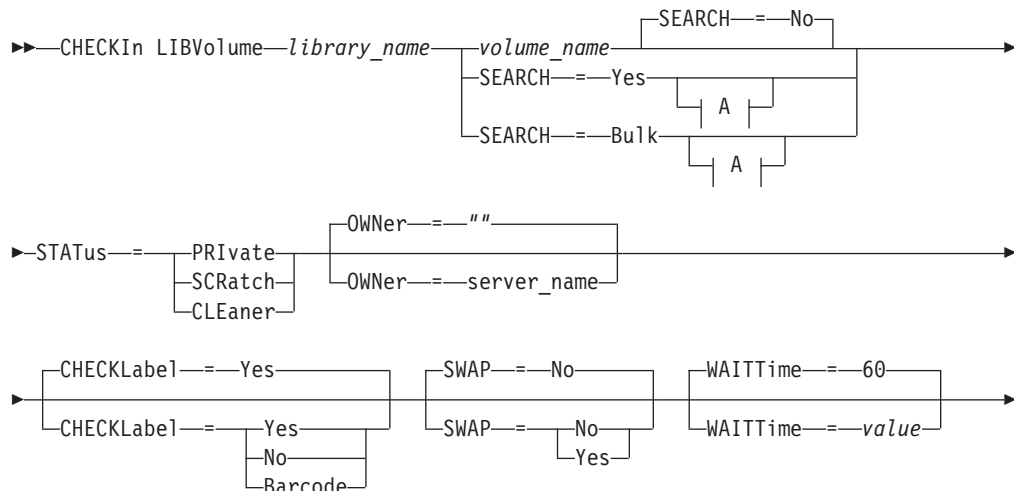 SEARCH = No
CHECKIn LIBVolume library_name volume_name
SEARCH = Yes
A
SEARCH = Bulk
A
OWNer = ""
STATus = PRIvate
SCRatch OWNer = server_name
CLEaner
CHECKLabel = Yes SWAP = No WAITTime = 60
CHECKLabel = Yes SWAP = No WAITTime = value
No Yes
Barcode